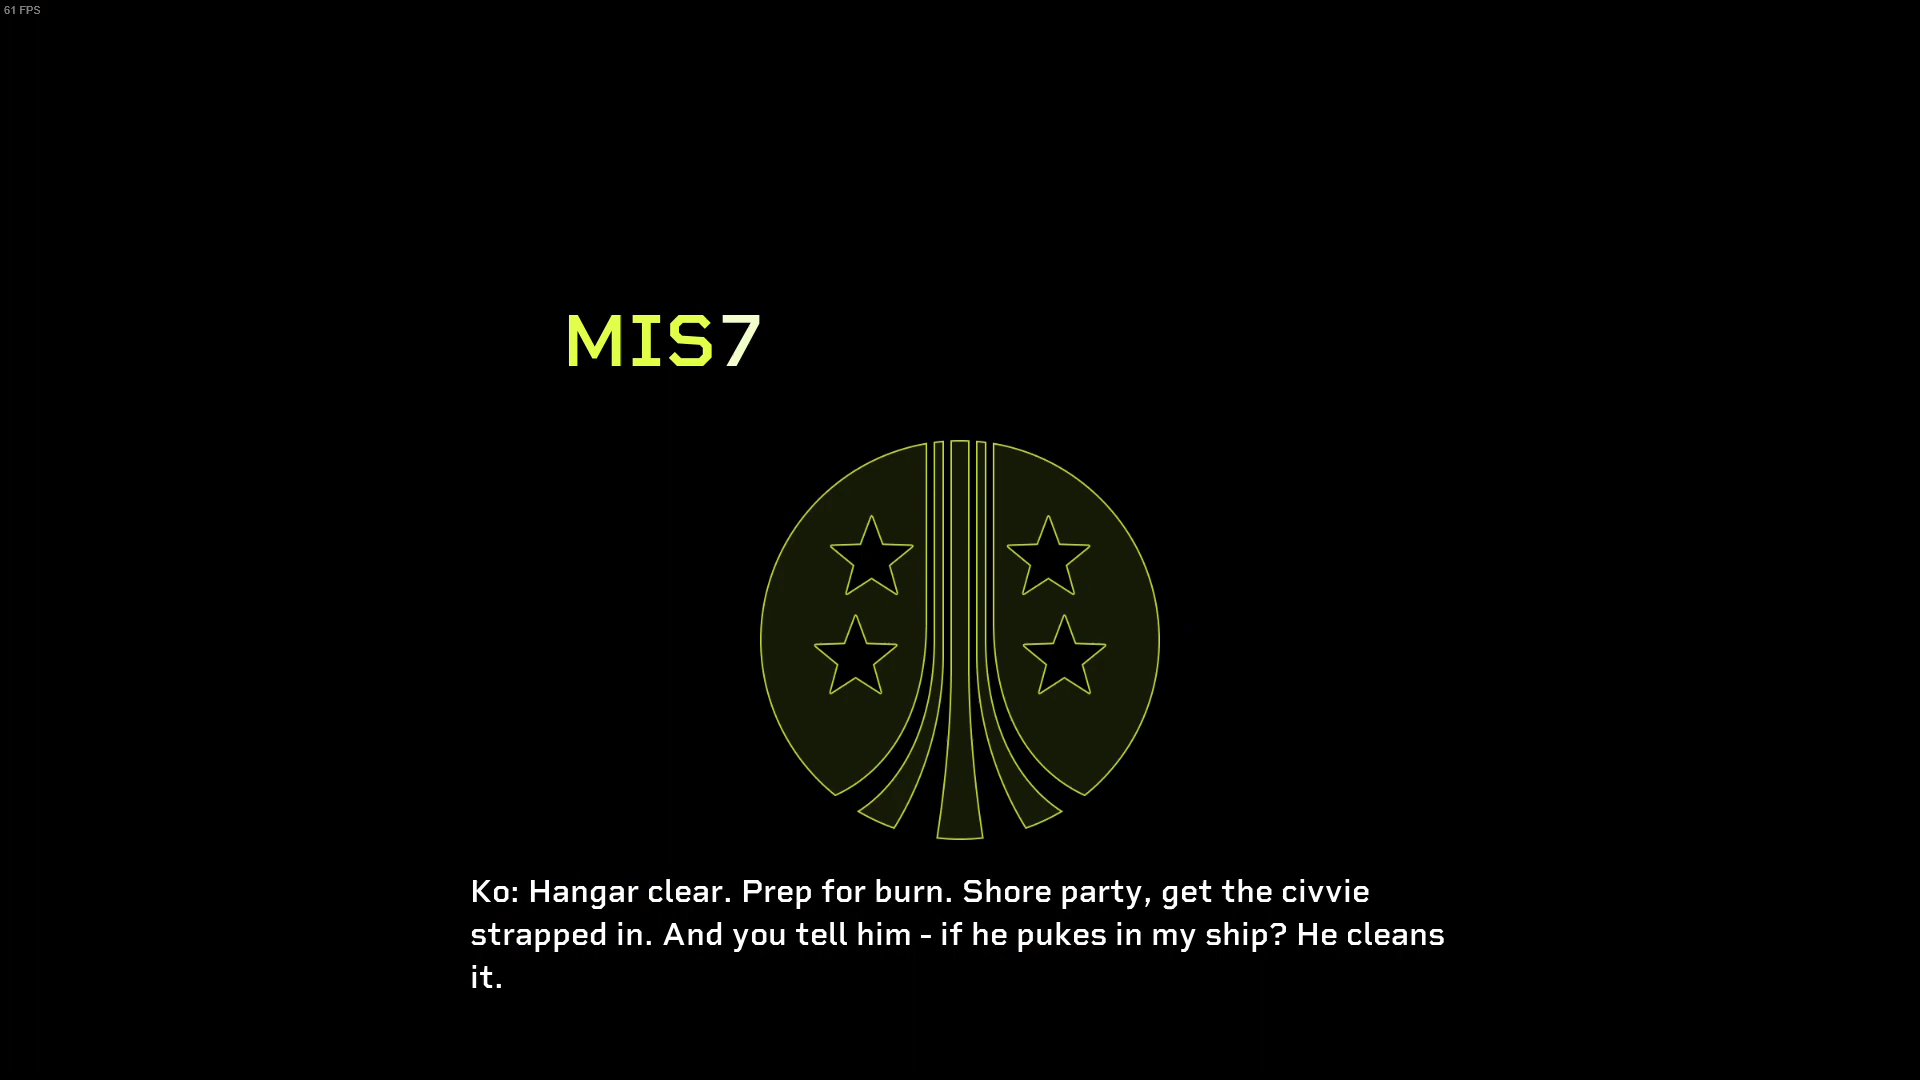 61 FPS
MIS7
Ko: Hangar clear. Prep for burn. Shore party, get the civvie
strapped in. And you tell him - if he pukes in my ship? He cleans
it.